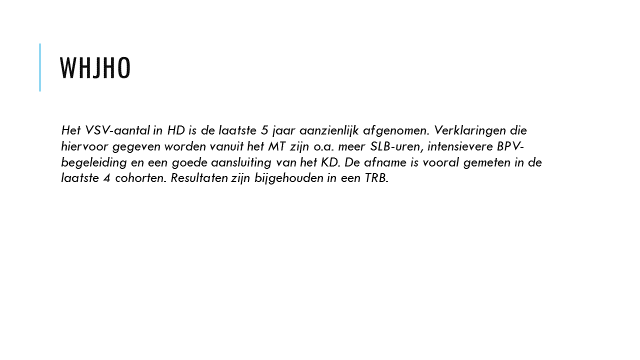 WHJHO
Het VSV-aantal in HD is de laatste 5 jaar aanzienlijk afgenomen. Verklaringen die
hiervoor gegeven worden vanuit het MT zijn o.a. meer SLB-uren, intensievere BPV-
begeleiding en een goede aansluiting van het KD. De afname is vooral gemeten in de
laatste 4 cohorten. Resultaten zijn bijgehouden in een TRB.